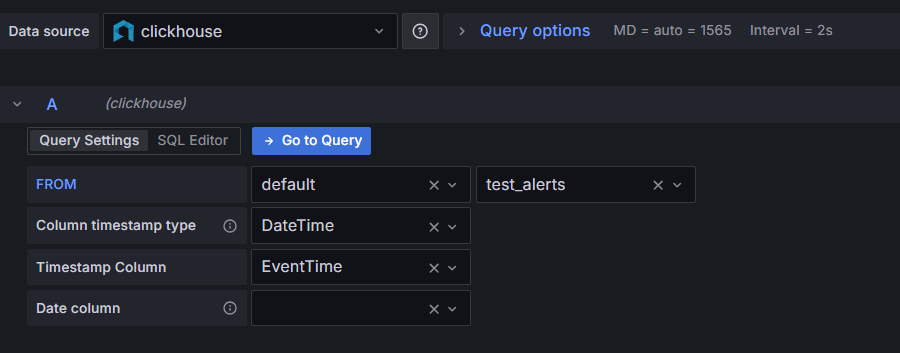 Data source clickhouse Query options MD = auto = 1565 Interval = 2s
A (clickhouse)
Query Settings SQL Editor Go to Query
FROM default test_alerts
Column timestamp type DateTime
Timestamp Column EventTime
Date column